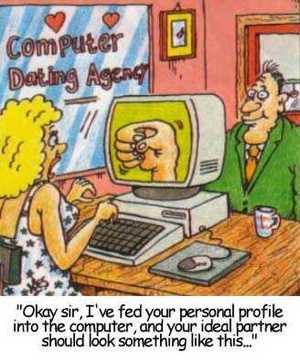 Computer
Dating Agency
"Okay sir, I've fed your personal profile
into the computer, and your ideal partner
should look something like this..."